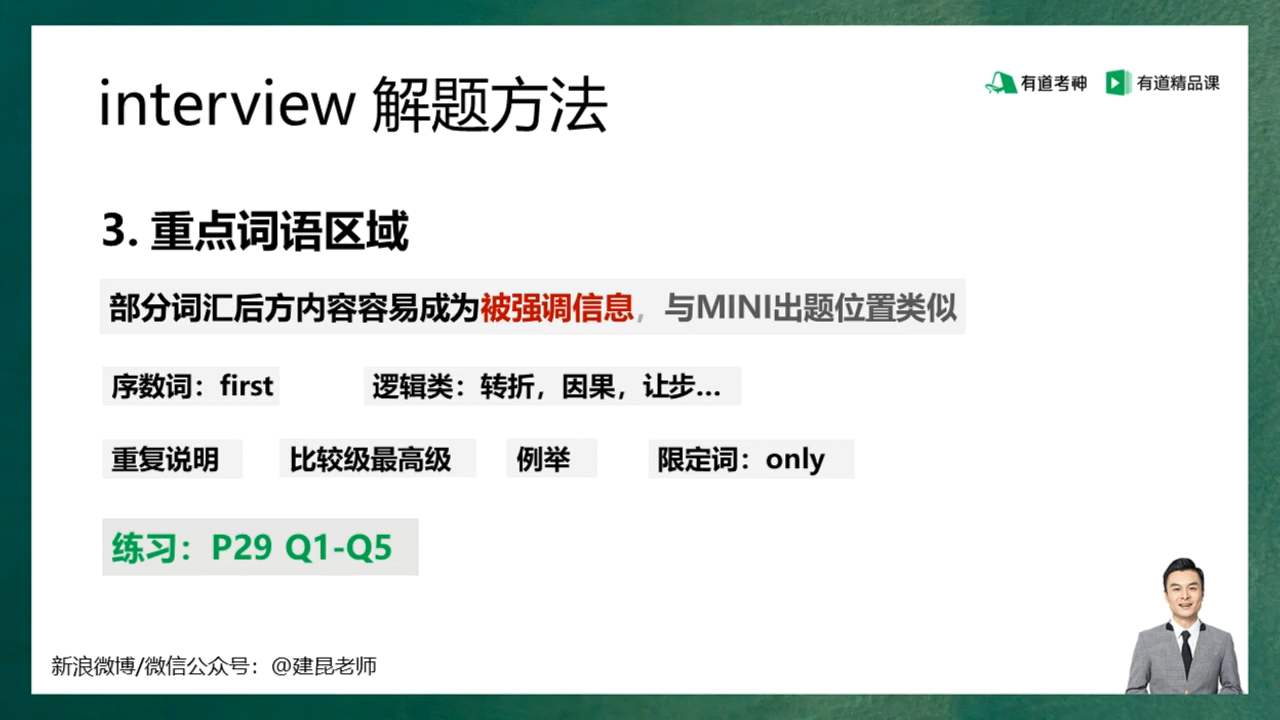 interview 解题方法
有道考神 有道精品课
3. 重点词语区域
部分词汇后方内容容易成为被强调信息，与MINI出题位置类似
序数词：first 逻辑类：转折，因果，让步...
重复说明 比较级最高级 例举 限定词：only
练习：P29 Q1-Q5
新浪微博/微信公众号：@建昆老师